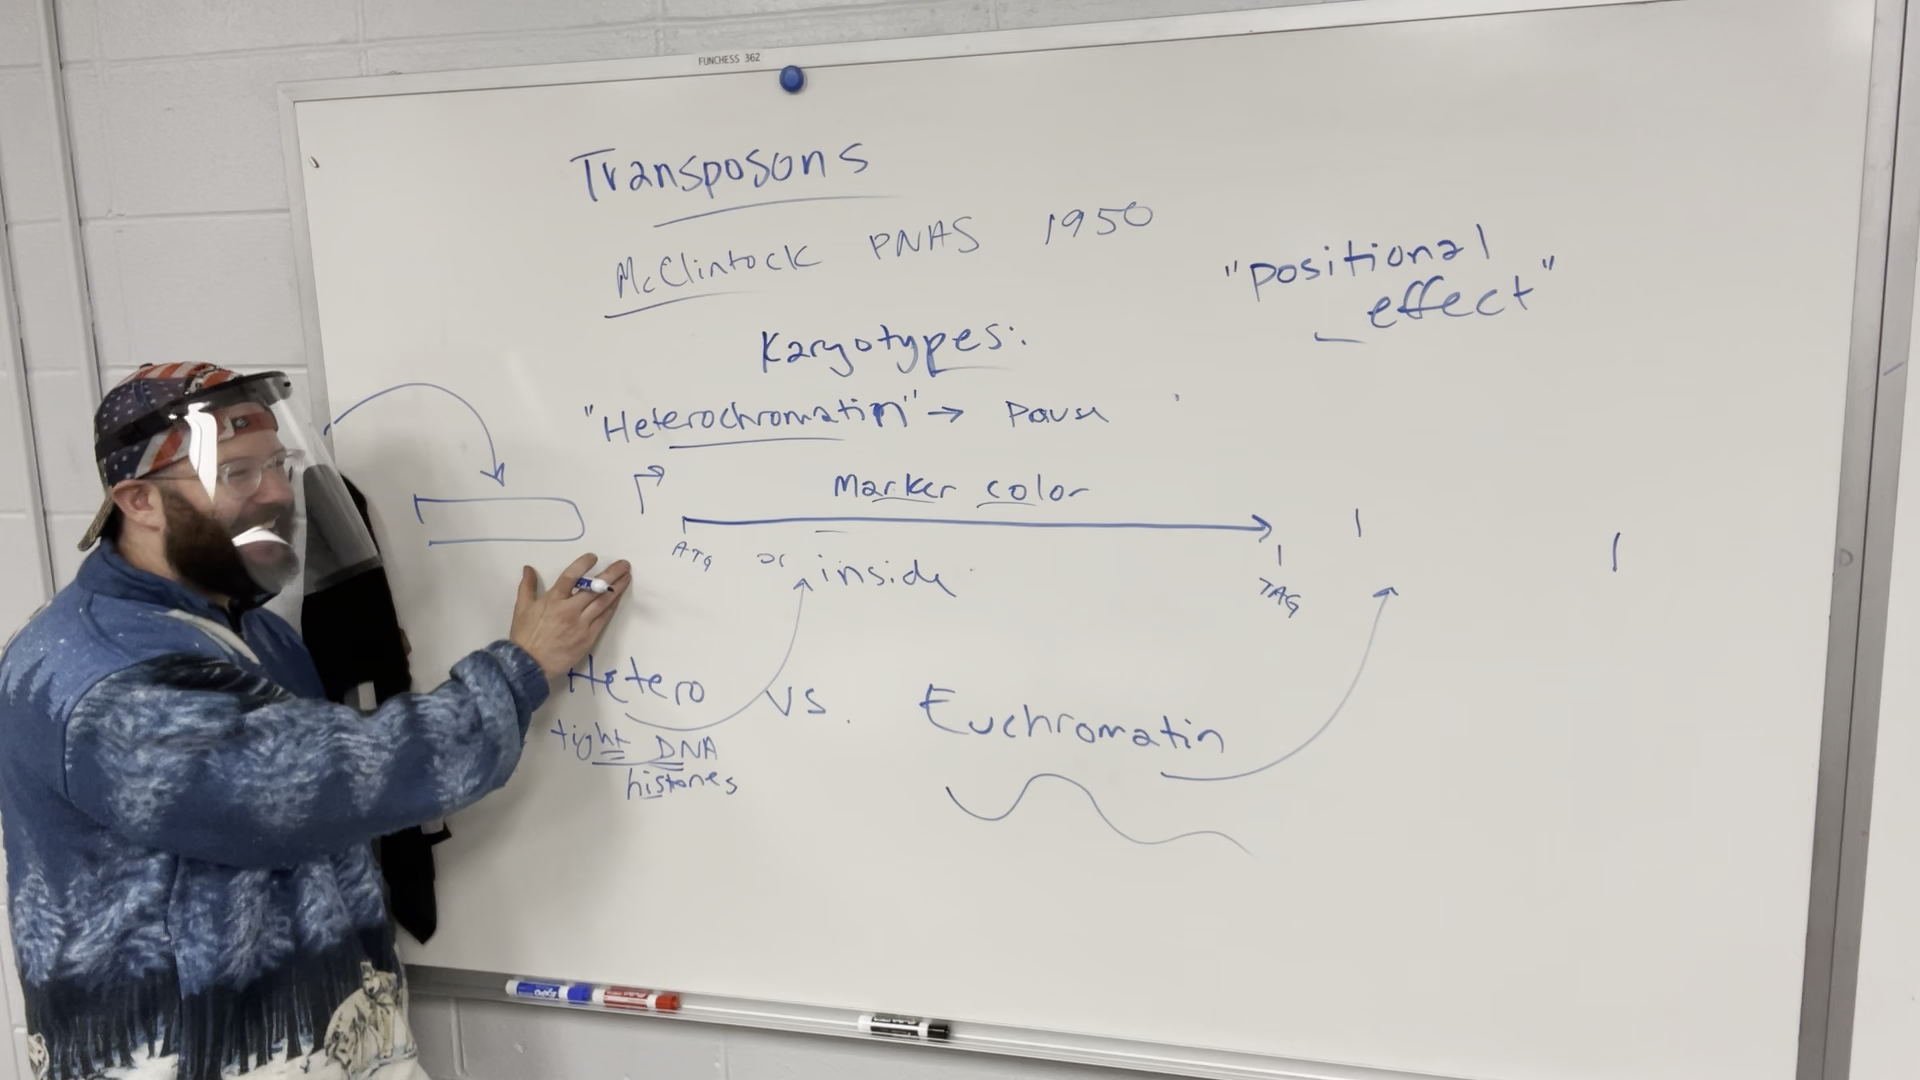 FUNCHESS 362
Transposons
McClintock PNAS 1950
"positional
effect"
Karyotypes:
"Heterochromatin" → Pause
Marker color
ATG or inside
TAG
Hetero vs. Euchromatin
tight DNA
histones